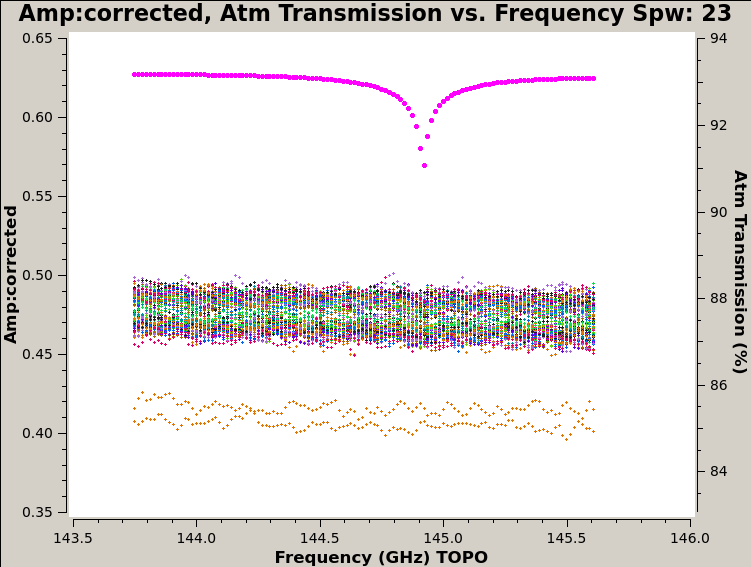 Amp:corrected, Atm Transmission vs. Frequency Spw: 23
0.65
0.60
0.55
0.50
0.45
0.40
0.35
Amp:corrected
94
92
90
88
86
84
Atm Transmission (%)
143.5 144.0 144.5 145.0 145.5 146.0
Frequency (GHz) TOPO